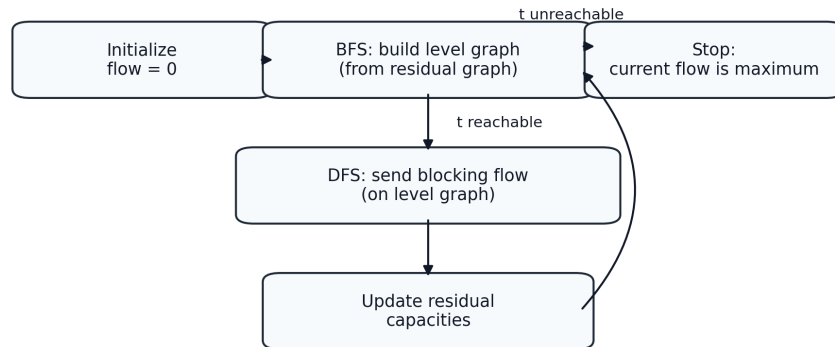 t unreachable
Initialize
flow = 0
BFS: build level graph
(from residual graph)
Stop:
current flow is maximum
t reachable
DFS: send blocking flow
(on level graph)
Update residual
capacities